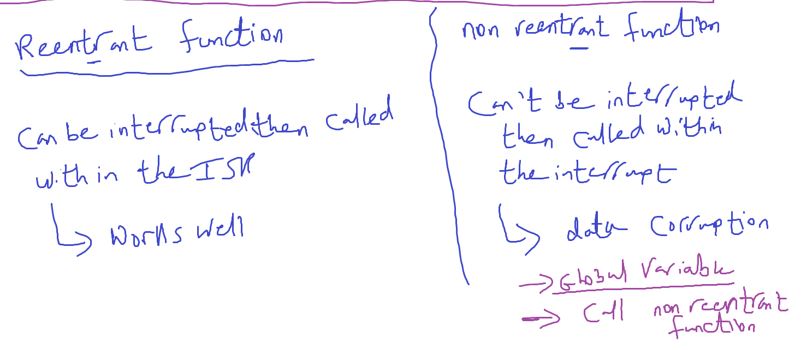 Reentrant function
Can be interrupted then called
within the ISR
Works well
non reentrant function
Can't be interrupted
then called within
the interrupt
data corruption
Global Variable
Call non reentrant
function